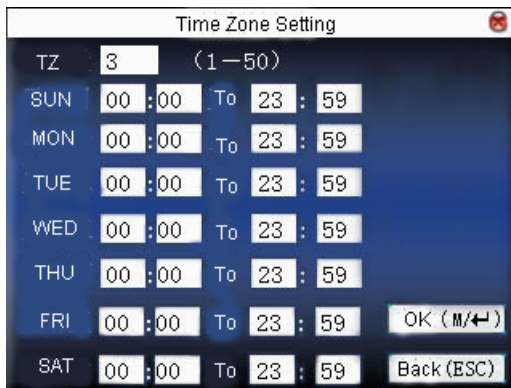 Time Zone Setting
TZ 3 (1—50)
SUN 00 :00 To 23 : 59
MON 00 :00 To 23 : 59
TUE 00 :00 To 23 : 59
WED 00 :00 To 23 : 59
THU 00 :00 To 23 : 59
FRI 00 :00 To 23 : 59 OK (M/↵)
SAT 00 :00 To 23 : 59 Back (ESC)